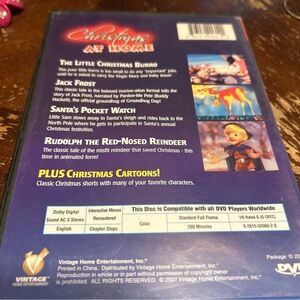 Christmas
AT HOME
THE LITTLE CHRISTMAS BURRO
This poor little burro is too small to do any "important" jobs,
until he is asked to carry the Virgin Mary and baby Jesus!
JACK FROST
This classic tale in the beloved marion-ation format tells the
story of Jack Frost, narrated by Pardon-Me-Pete (Buddy
Hackett), the official groundhog of Groundhog Day!
SANTA'S POCKET WATCH
Little Sam stows away in Santa's sleigh and rides back to the
North Pole where he gets to participate in Santa's annual
Christmas festivities.
RUDOLPH THE RED-NOSED REINDEER
The classic tale of the misfit reindeer that saved Christmas - this
time in animated form!
PLUS CHRISTMAS CARTOONS!
Classic Christmas shorts with many of your favorite characters.
This Disc is Compatible with all DVD Players Worldwide
Dolby Digital
Interactive Menus
Standard Full Frame
Sound AC-3 Stereo
Remastered
Color
English
Chapter Stops
260 Minutes
VINTAGE
HOME ENTERTAINMENT
Vintage Home Entertainment, Inc.
Printed in China. Distributed by Vintage Home Entertainment, Inc.
Reproduction in whole or part without permission of copyright owner
is prohibited. © 2007 Vintage Home Entertainment, Inc.
Package © 20
DVD